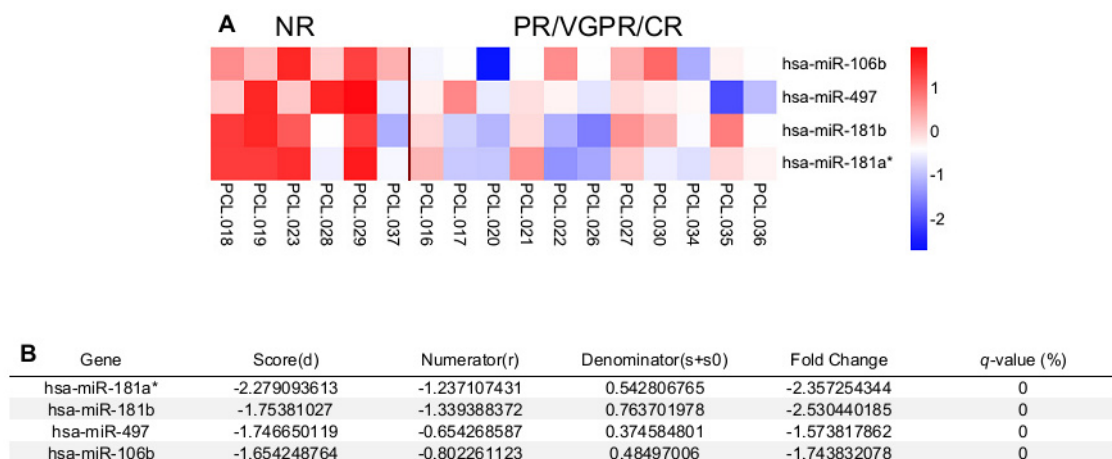 A
NR PR/VGPR/CR
hsa-miR-106b
hsa-miR-497
hsa-miR-181b
hsa-miR-181a*
1
0
-1
-2
PCL.018 PCL.019 PCL.023 PCL.028 PCL.029 PCL.037 PCL.016 PCL.017 PCL.020 PCL.021 PCL.022 PCL.026 PCL.027 PCL.030 PCL.034 PCL.035 PCL.036
B
Gene Score(d) Numerator(r) Denominator(s+s0) Fold Change q-value (%)
hsa-miR-181a* -2.279093613 -1.237107431 0.542806765 -2.357254344 0
hsa-miR-181b -1.75381027 -1.339388372 0.763701978 -2.530440185 0
hsa-miR-497 -1.746650119 -0.654268587 0.374584801 -1.573817862 0
hsa-miR-106b -1.654248764 -0.802261123 0.48497006 -1.743832078 0